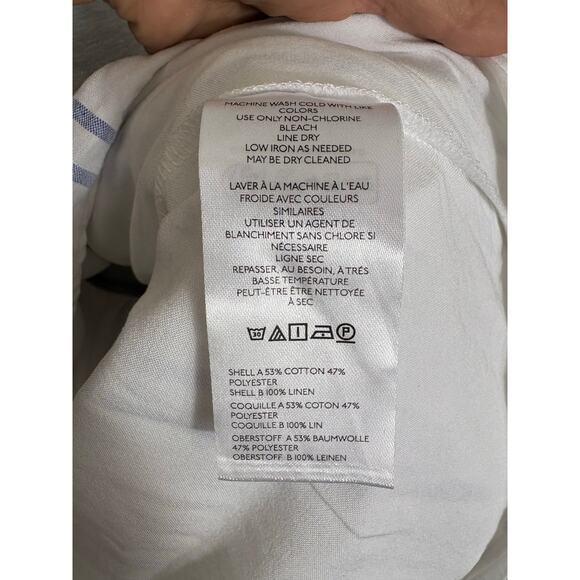 MACHINE WASH COLD WITH LIKE
COLORS
USE ONLY NON-CHLORINE
BLEACH
LINE DRY
LOW IRON AS NEEDED
MAY BE DRY CLEANED
LAVER À LA MACHINE À L'EAU
FROIDE AVEC COULEURS
SIMILAIRES
UTILISER UN AGENT DE
BLANCHIMENT SANS CHLORE SI
NÉCESSAIRE
LIGNE SEC
REPASSER, AU BESOIN, À TRÈS
BASSE TEMPÉRATURE
PEUT-ÊTRE ÊTRE NETTOYÉE
À SEC
30 P
SHELL A 53% COTTON 47%
POLYESTER
SHELL B 100% LINEN
COQUILLE A 53% COTON 47%
POLYESTER
COQUILLE B 100% LIN
OBERSTOFF A 53% BAUMWOLLE
47% POLYESTER
OBERSTOFF B 100% LEINEN